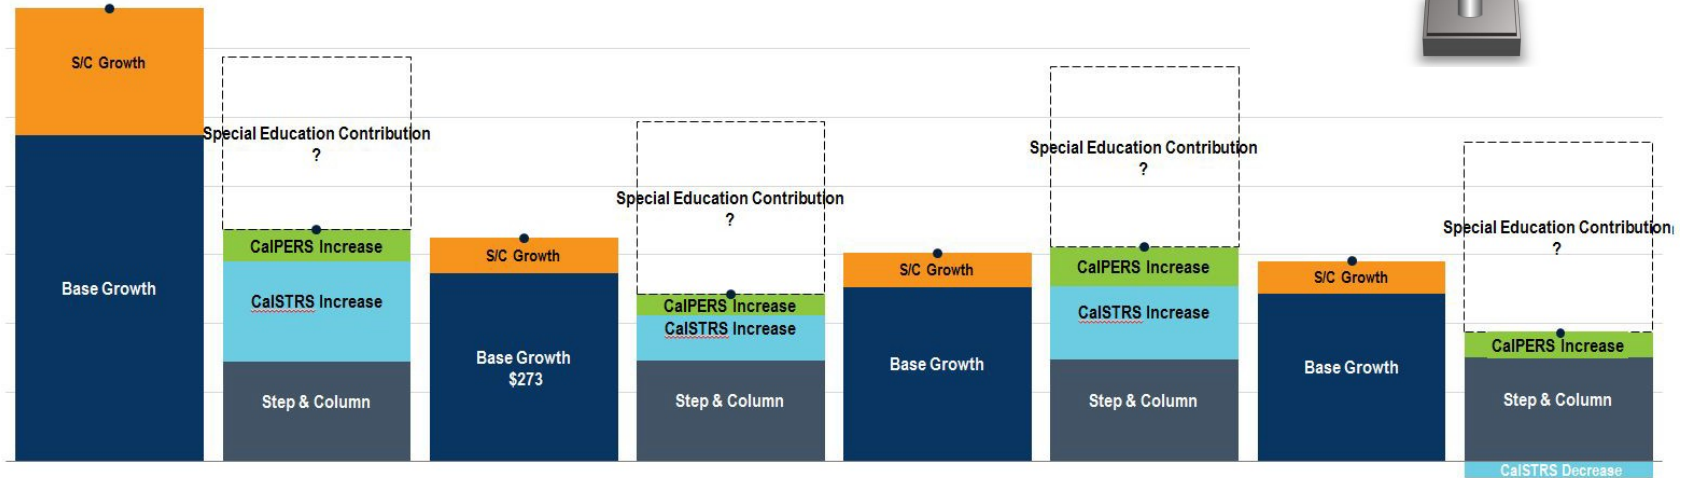 S/C Growth
Base Growth
Special Education Contribution
?
CalPERS Increase
CalSTRS Increase
Step & Column
S/C Growth
Base Growth
$273
Special Education Contribution
?
CalPERS Increase
CalSTRS Increase
Step & Column
S/C Growth
Base Growth
Special Education Contribution
?
CalPERS Increase
CalSTRS Increase
Step & Column
S/C Growth
Base Growth
Special Education Contribution
?
CalPERS Increase
Step & Column
CalSTRS Decrease